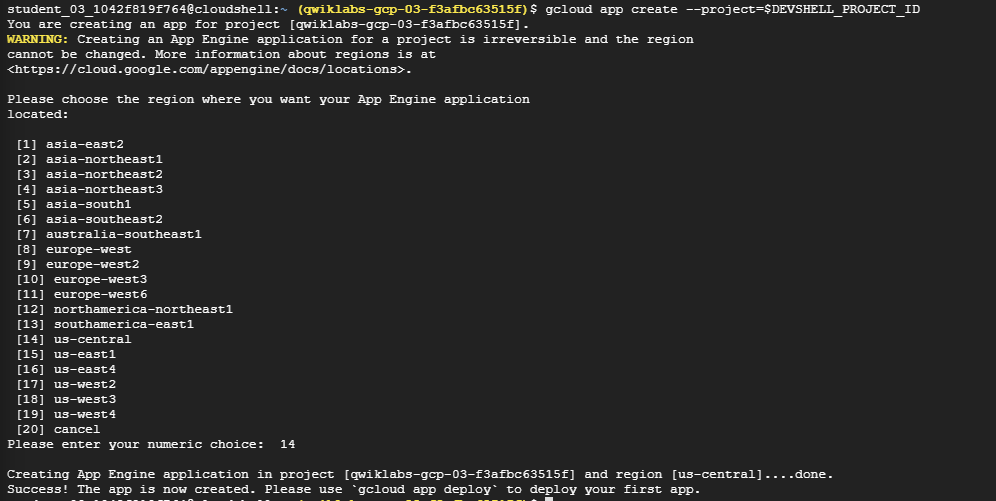 student_03_1042f819f764@cloudshell:~ (qwiklabs-gcp-03-f3afbc63515f)$ gcloud app create --project=$DEVSHELL_PROJECT_ID
You are creating an app for project [qwiklabs-gcp-03-f3afbc63515f].
WARNING: Creating an App Engine application for a project is irreversible and the region
cannot be changed. More information about regions is at
<https://cloud.google.com/appengine/docs/locations>.
Please choose the region where you want your App Engine application
located:
[1] asia-east2
[2] asia-northeast1
[3] asia-northeast2
[4] asia-northeast3
[5] asia-south1
[6] asia-southeast2
[7] australia-southeast1
[8] europe-west
[9] europe-west2
[10] europe-west3
[11] europe-west6
[12] northamerica-northeast1
[13] southamerica-east1
[14] us-central
[15] us-east1
[16] us-east4
[17] us-west2
[18] us-west3
[19] us-west4
[20] cancel
Please enter your numeric choice:  14
Creating App Engine application in project [qwiklabs-gcp-03-f3afbc63515f] and region [us-central]....done.
Success! The app is now created. Please use `gcloud app deploy` to deploy your first app.